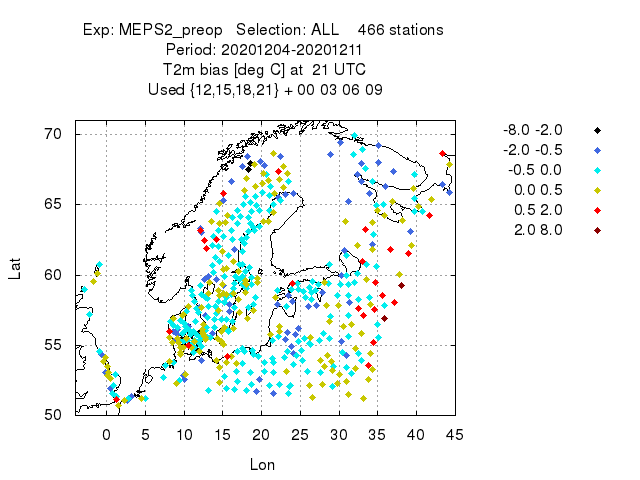 Exp: MEPS2_preop   Selection: ALL    466 stations
Period: 20201204-20201211
T2m bias [deg C] at  21 UTC
Used {12,15,18,21} + 00 03 06 09
-8.0 -2.0
-2.0 -0.5
-0.5 0.0
0.0 0.5
0.5 2.0
2.0 8.0
70
65
60
55
50
Lat
0 5 10 15 20 25 30 35 40 45
Lon